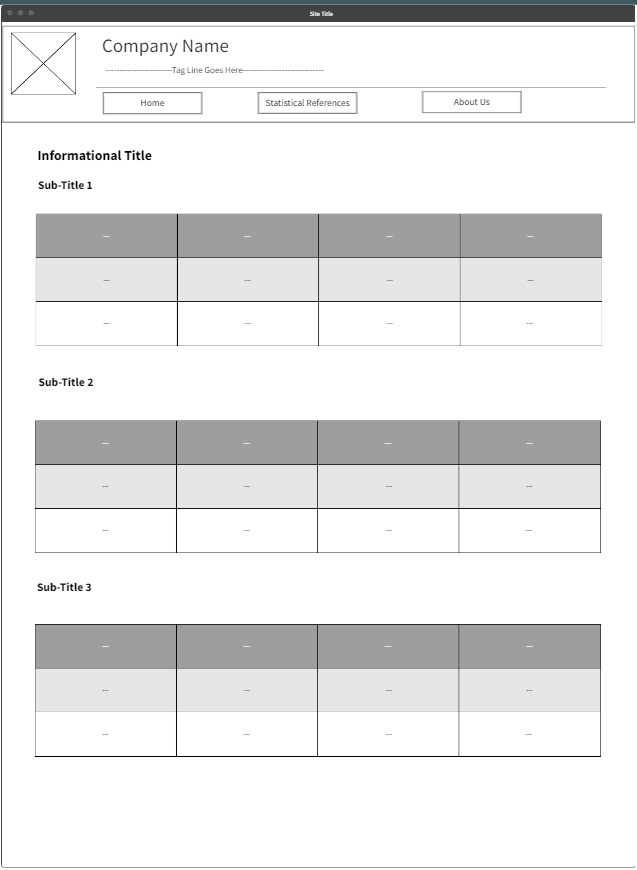 Site Title
Company Name
-----------------------Tag Line Goes Here----------------------------
Home Statistical References About Us
Informational Title
Sub-Title 1
--- --- --- ---
--- --- --- ---
--- --- --- ---
Sub-Title 2
--- --- --- ---
--- --- --- ---
--- --- --- ---
Sub-Title 3
--- --- --- ---
--- --- --- ---
--- --- --- ---